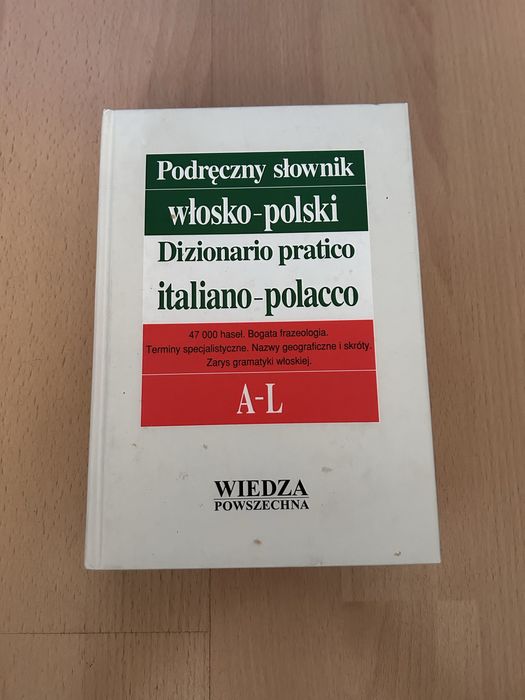 Podręczny słownik
włosko-polski
Dizionario pratico
italiano-polacco
47 000 haseł. Bogata frazeologia.
Terminy specjalistyczne. Nazwy geograficzne i skróty.
Zarys gramatyki włoskiej.
A-L
WIEDZA
POWSZECHNA